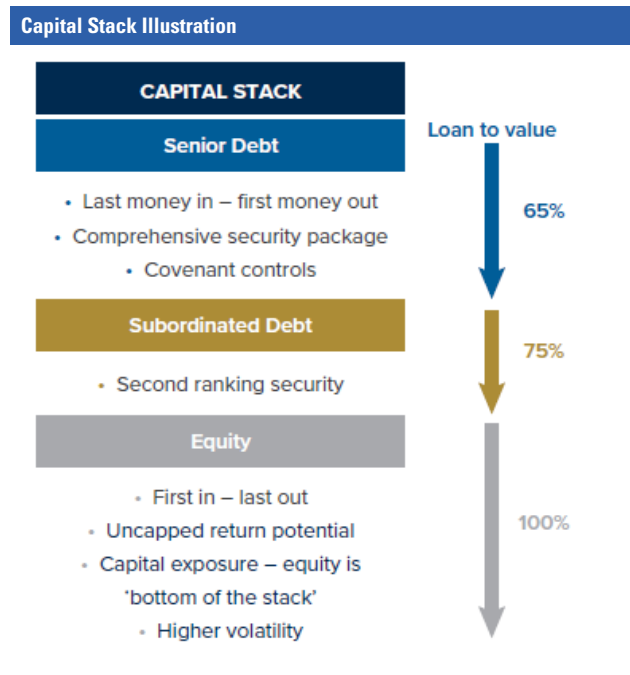 Capital Stack Illustration
CAPITAL STACK
Loan to value
Senior Debt
• Last money in – first money out
65%
• Comprehensive security package
• Covenant controls
Subordinated Debt
75%
• Second ranking security
Equity
• First in – last out
100%
• Uncapped return potential
• Capital exposure – equity is
‘bottom of the stack’
• Higher volatility